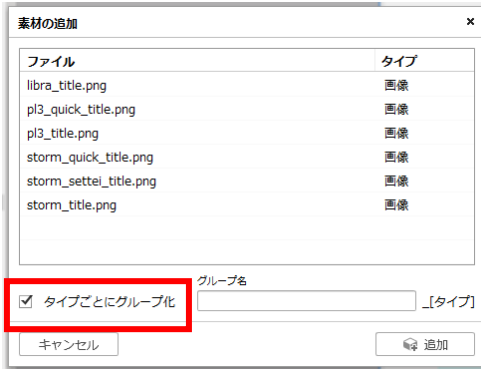 素材の追加
ファイル タイプ
libra_title.png 画像
pl3_quick_title.png 画像
pl3_title.png 画像
storm_quick_title.png 画像
storm_settei_title.png 画像
storm_title.png 画像
グループ名
タイプごとにグループ化 _[タイプ]
キャンセル 追加